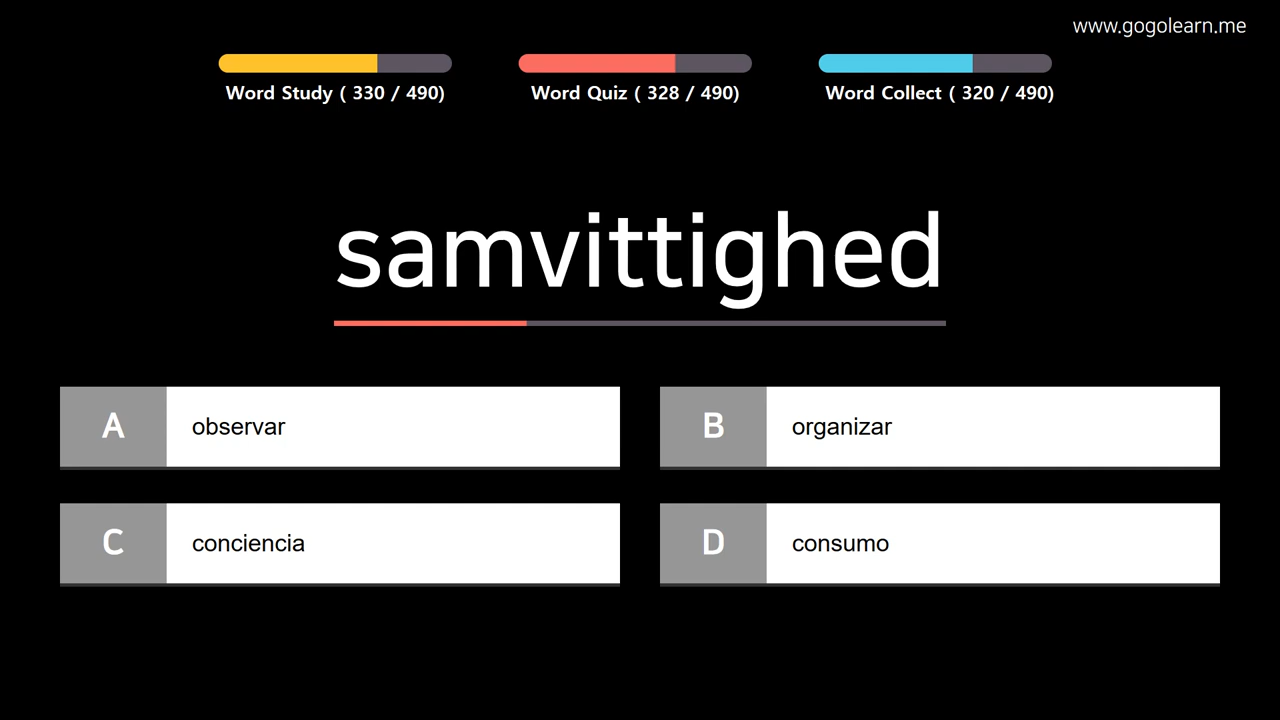 www.gogolearn.me
Word Study ( 330 / 490)
Word Quiz ( 328 / 490)
Word Collect ( 320 / 490)
samvittighed
A observar
B organizar
C conciencia
D consumo